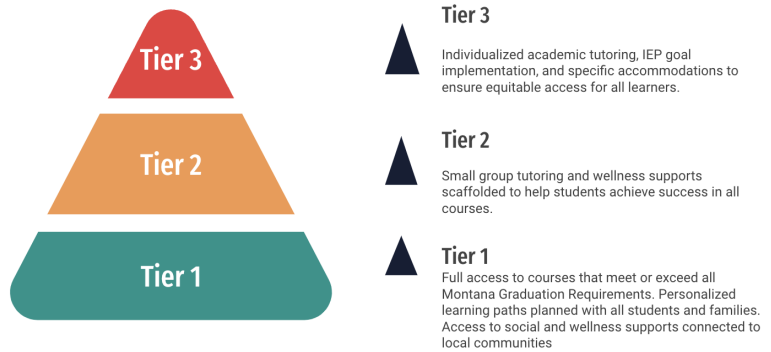 Tier 3
Tier 2
Tier 1
Tier 3
Individualized academic tutoring, IEP goal
implementation, and specific accommodations to
ensure equitable access for all learners.
Tier 2
Small group tutoring and wellness supports
scaffolded to help students achieve success in all
courses.
Tier 1
Full access to courses that meet or exceed all
Montana Graduation Requirements. Personalized
learning paths planned with all students and families.
Access to social and wellness supports connected to
local communities